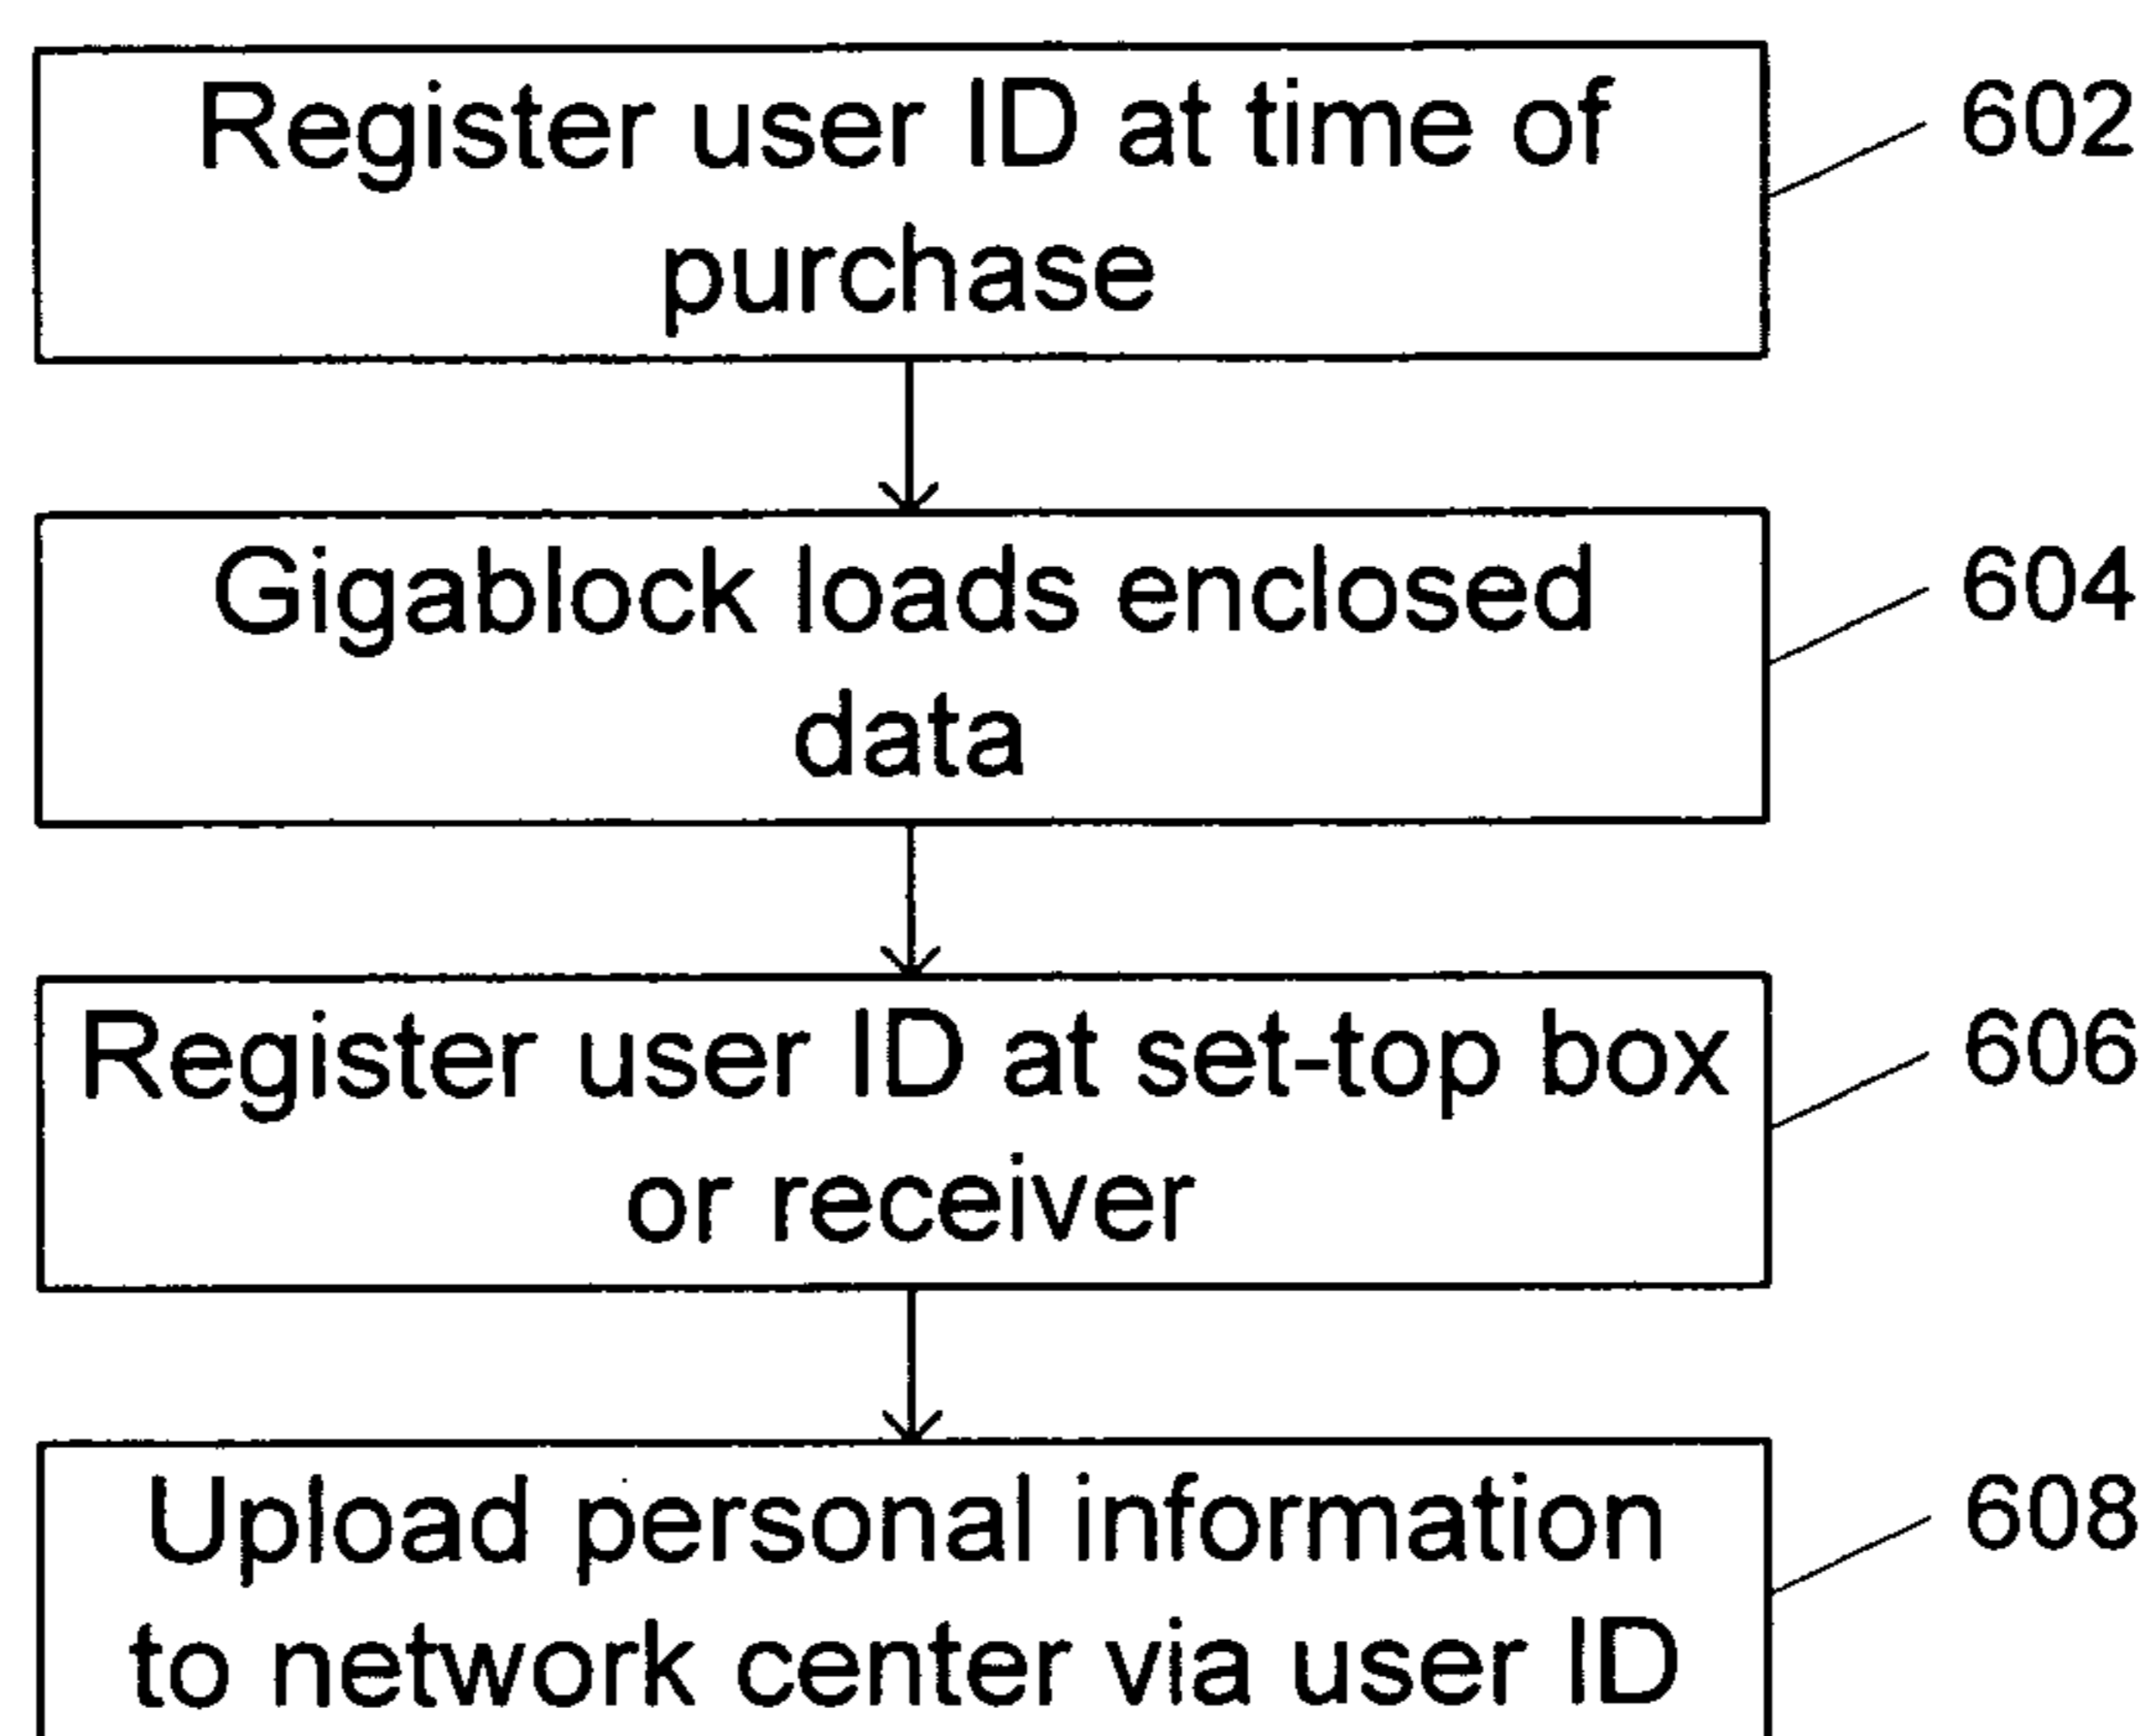 Register user ID at time of
purchase
602
Gigablock loads enclosed
data
604
Register user ID at set-top box
or receiver
606
Upload personal information
to network center via user ID
608